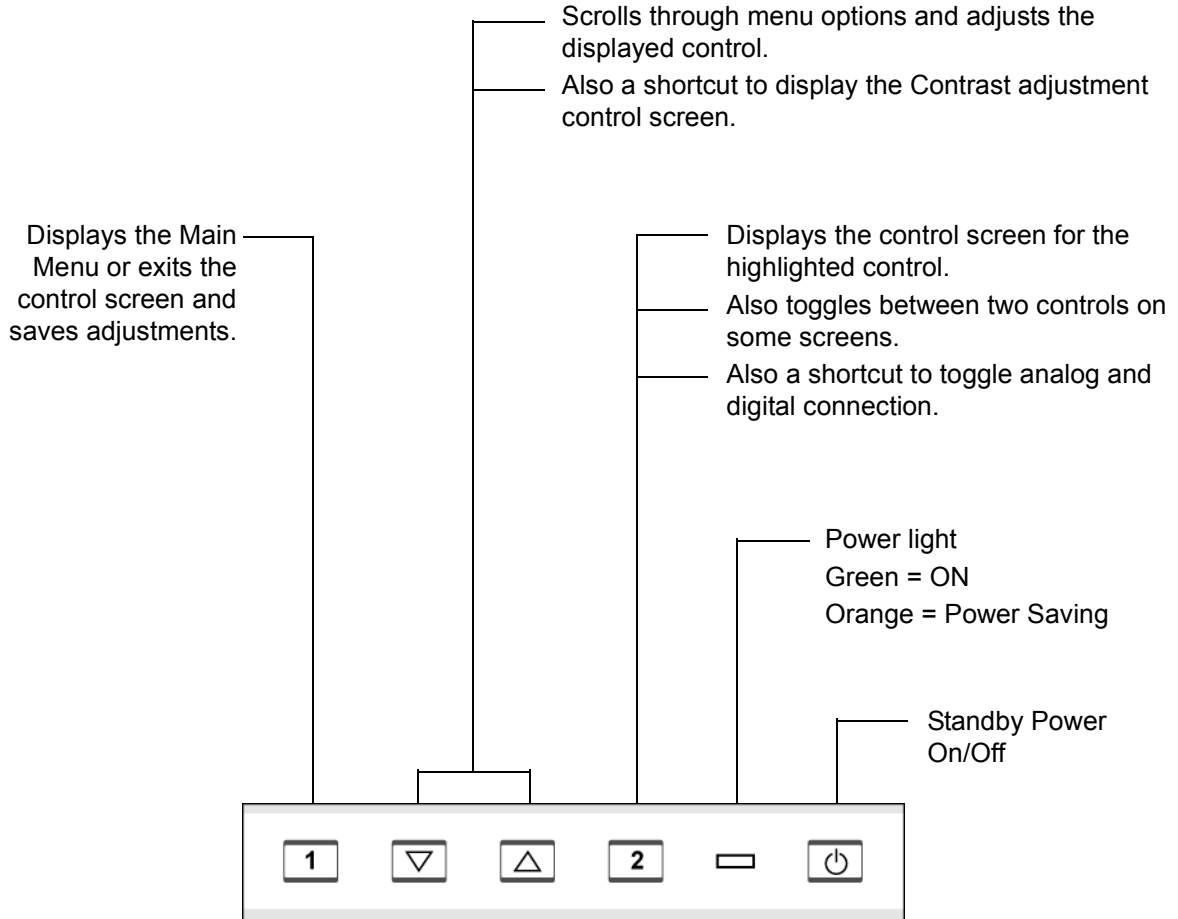 Scrolls through menu options and adjusts the
displayed control.
Also a shortcut to display the Contrast adjustment
control screen.
Displays the Main
Menu or exits the
control screen and
saves adjustments.
Displays the control screen for the
highlighted control.
Also toggles between two controls on
some screens.
Also a shortcut to toggle analog and
digital connection.
Power light
Green = ON
Orange = Power Saving
Standby Power
On/Off
1
2